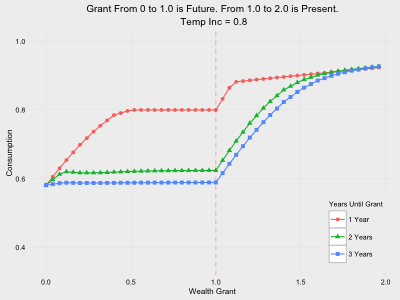 Grant From 0 to 1.0 is Future. From 1.0 to 2.0 is Present.
Temp Inc = 0.8
1.0
0.8
0.6
0.4
Consumption
0.0
0.5
1.0
1.5
2.0
Wealth Grant
Years Until Grant
1 Year
2 Years
3 Years